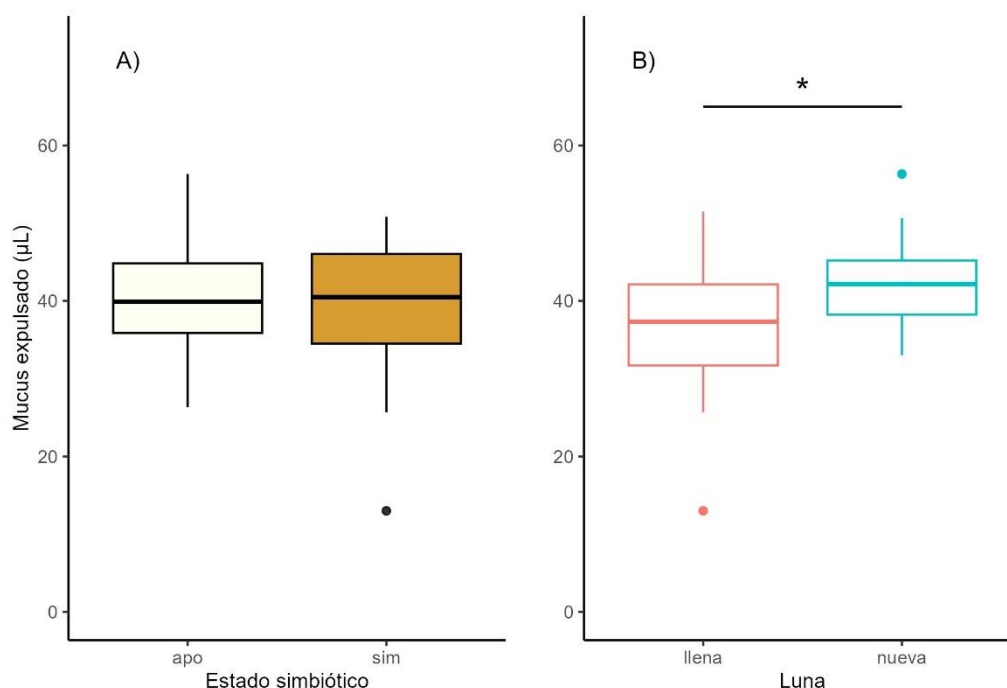 A)
Mucus expulsado (µL)
60
40
20
0
apo
sim
Estado simbiótico
B)
*
60
40
20
0
llena
nueva
Luna